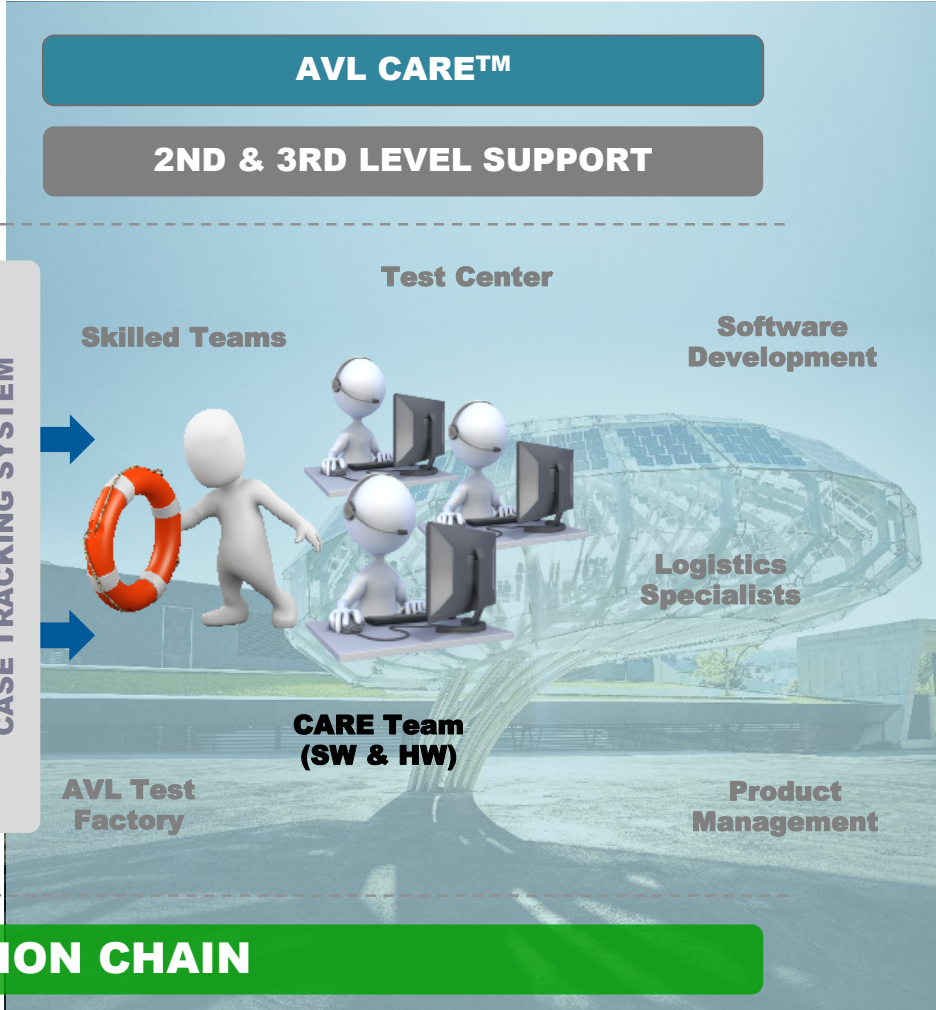 AVL CARE™
2ND & 3RD LEVEL SUPPORT
Test Center
Skilled Teams
Software
Development
CASE TRACKING SYSTEM
Logistics
Specialists
CARE Team
(SW & HW)
AVL Test
Factory
Product
Management
CHAIN